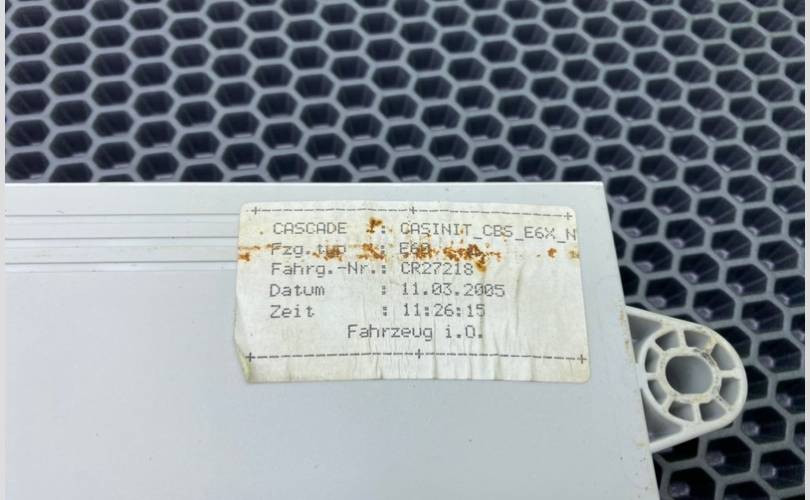 CASCADE : CASINIT_CBS_E6X_N
Fzg.typ : E60
Fahrg.-Nr.: CR27218
Datum : 11.03.2005
Zeit : 11:26:15
Fahrzeug i.O.